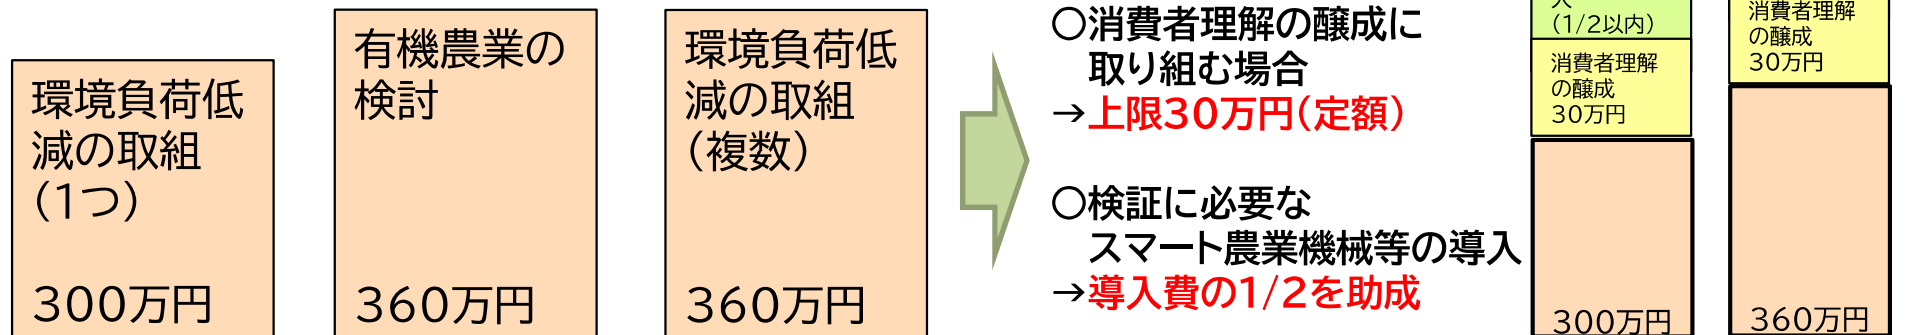 環境負荷低
減の取組
（1つ）
300万円
有機農業の
検討
360万円
環境負荷低
減の取組
（複数）
360万円
〇消費者理解の醸成に
取り組む場合
→上限30万円（定額）
〇検証に必要な
スマート農業機械等の導入
→導入費の1/2を助成
（1/2以内）
消費者理解
の醸成
30万円
300万円
消費者理解
の醸成
30万円
360万円